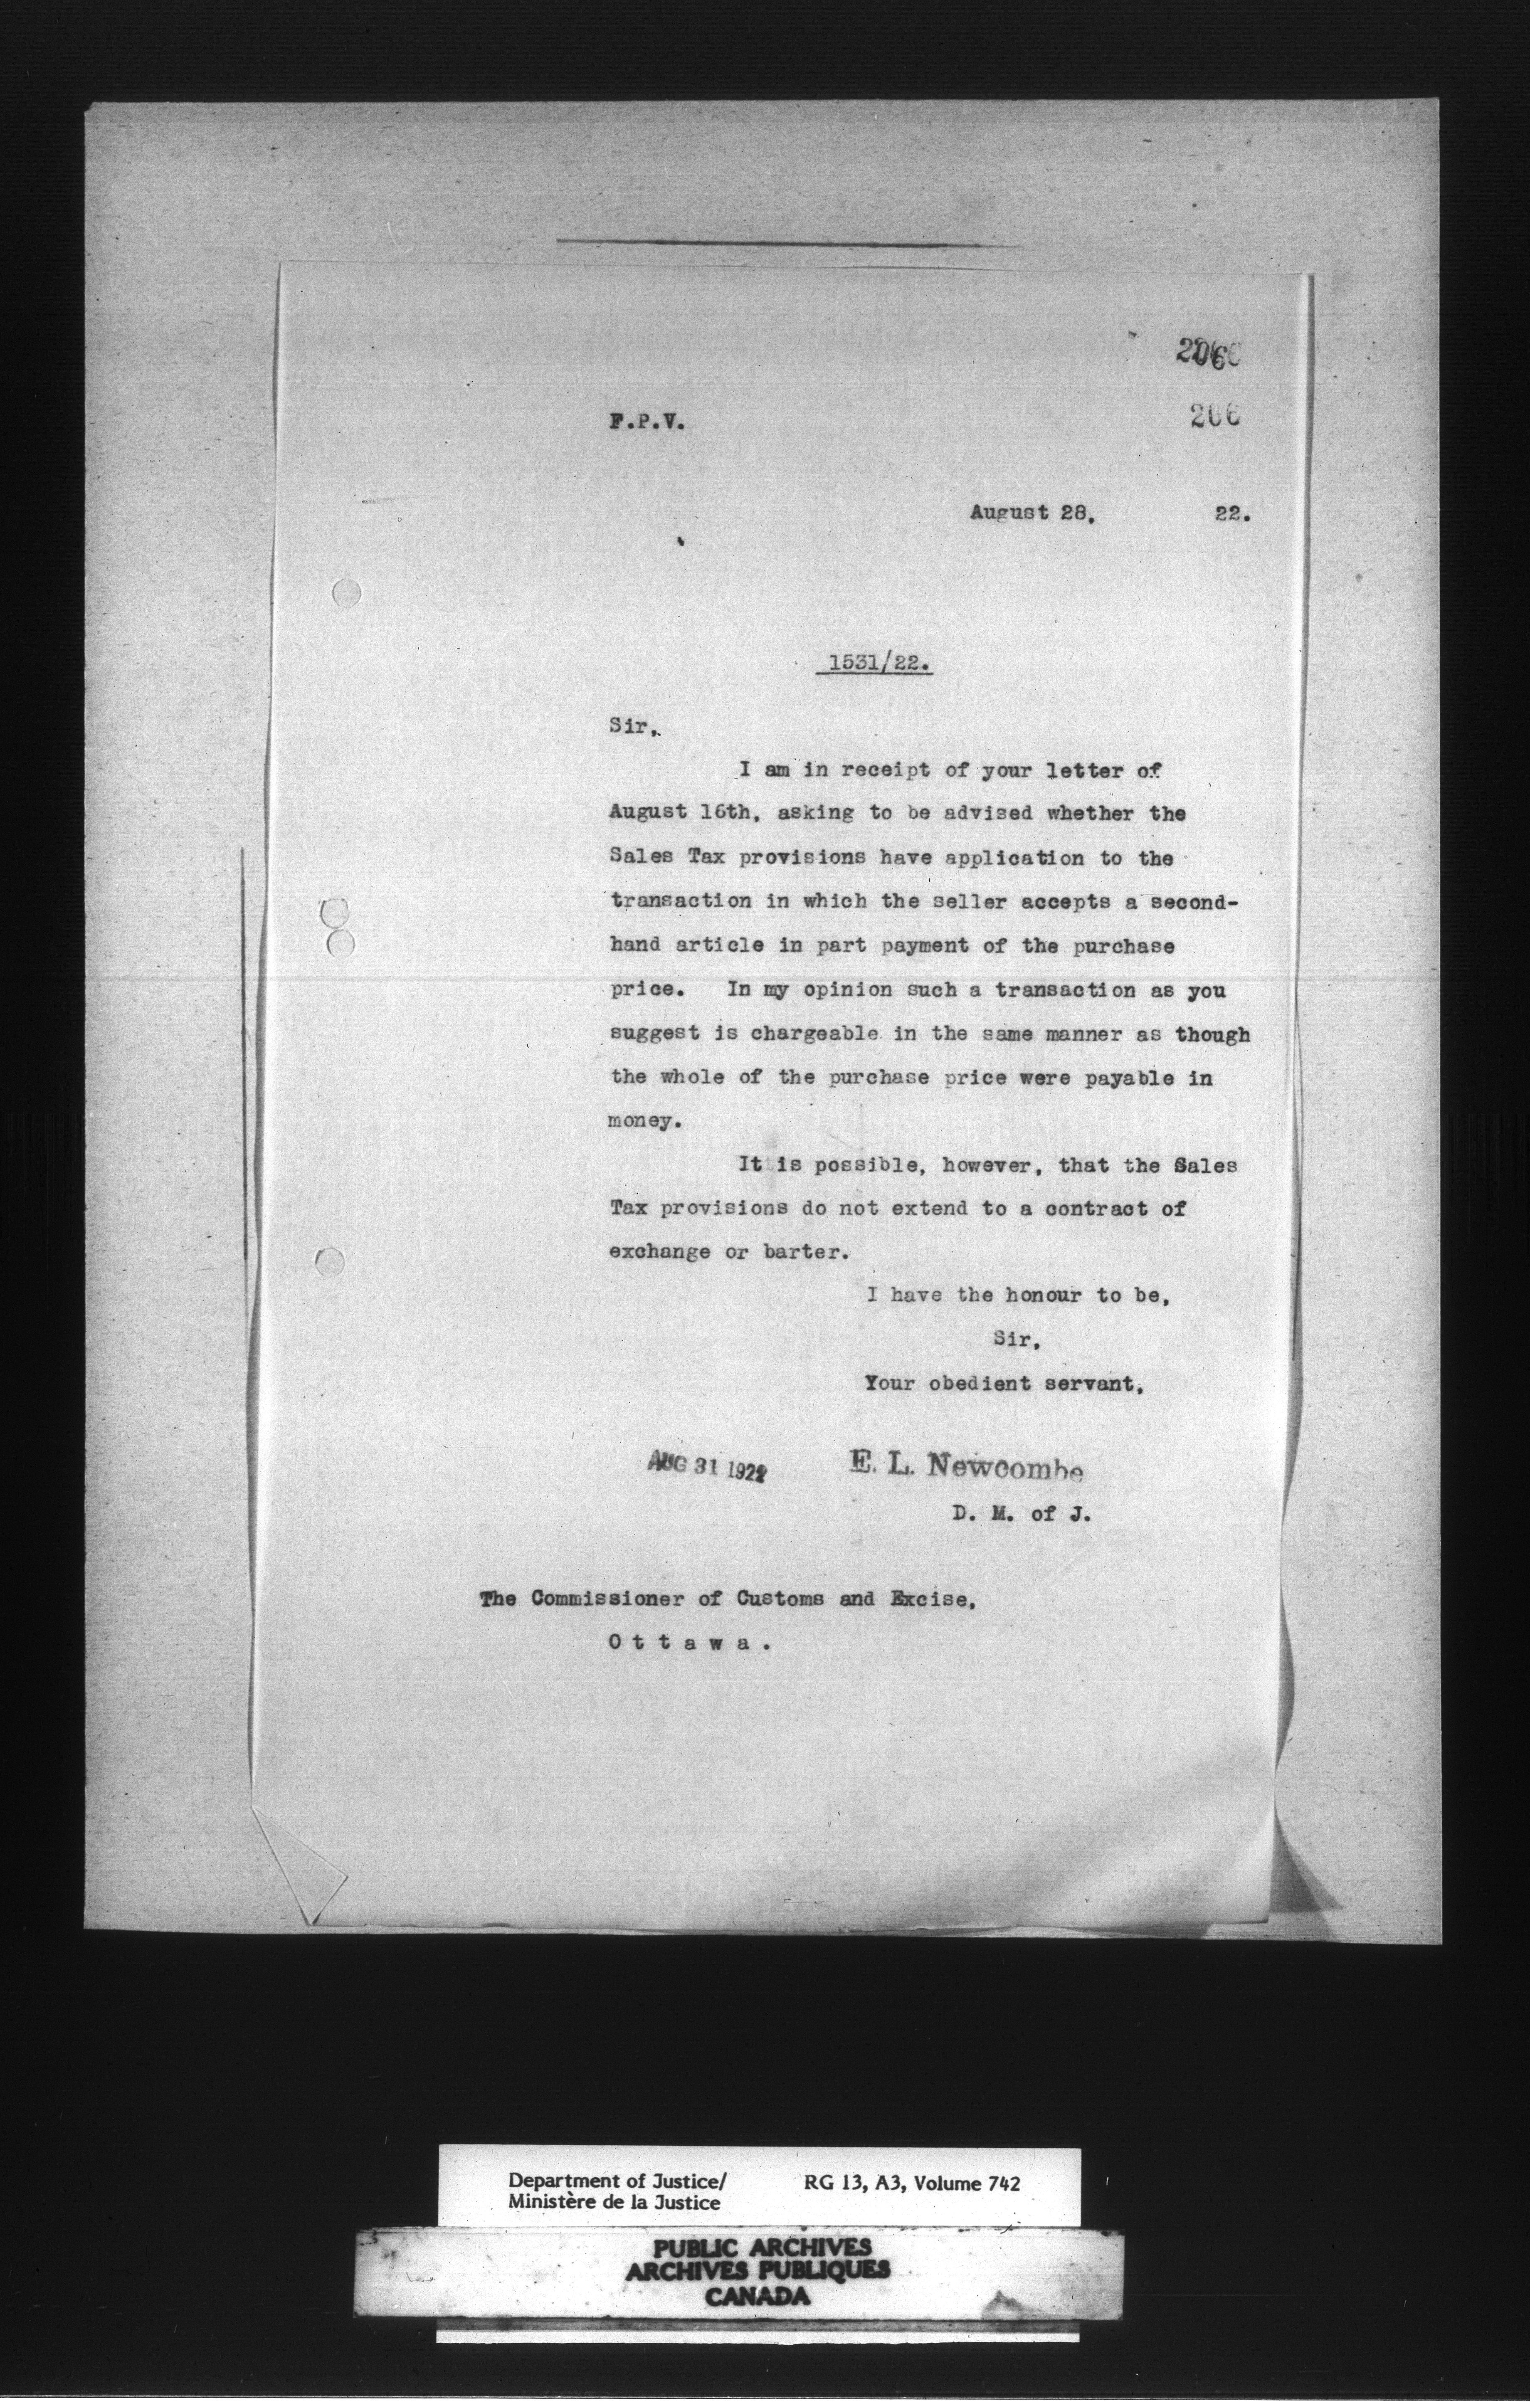 206
F.P.V.
August 28, 22.
1531/22.
Sir,
I am in receipt of your letter of
August 16th, asking to be advised whether the
Sales Tax provisions have application to the
transaction in which the seller accepts a second-
hand article in part payment of the purchase
price. In my opinion such a transaction as you
suggest is chargeable in the same manner as though
the whole of the purchase price were payable in
money.
It is possible, however, that the Sales
Tax provisions do not extend to a contract of
exchange or barter.
I have the honour to be,
Sir,
Your obedient servant,
AUG 31 1922 E. L. Newcombe
D. M. of J.
The Commissioner of Customs and Excise,
Ottawa.
Department of Justice/ RG 13, A3, Volume 742
Ministère de la Justice
PUBLIC ARCHIVES
ARCHIVES PUBLIQUES
CANADA